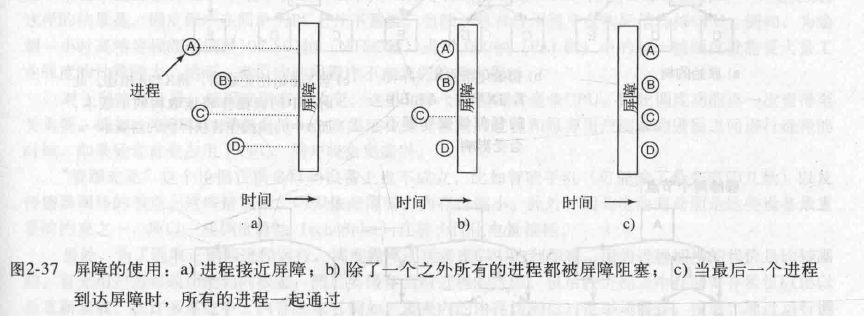 A
进程
B
C
D
屏障
时间
a)
A
B
C
D
屏障
时间
b)
屏障
A
B
C
D
时间
c)
图2-37 屏障的使用:a) 进程接近屏障;b) 除了一个之外所有的进程都被屏障阻塞;c) 当最后一个进程
到达屏障时,所有的进程一起通过